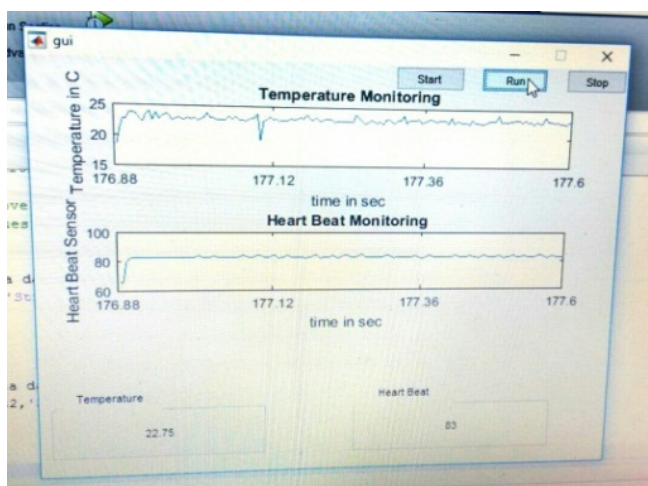 gui
Start Run Stop
Temperature Monitoring
Temperature in C
25
20
15
176.88 177.12 177.36 177.6
time in sec
Heart Beat Monitoring
Heart Beat Sensor
100
80
60
176.88 177.12 177.36 177.6
time in sec
Temperature
22.75
Heart Beat
83